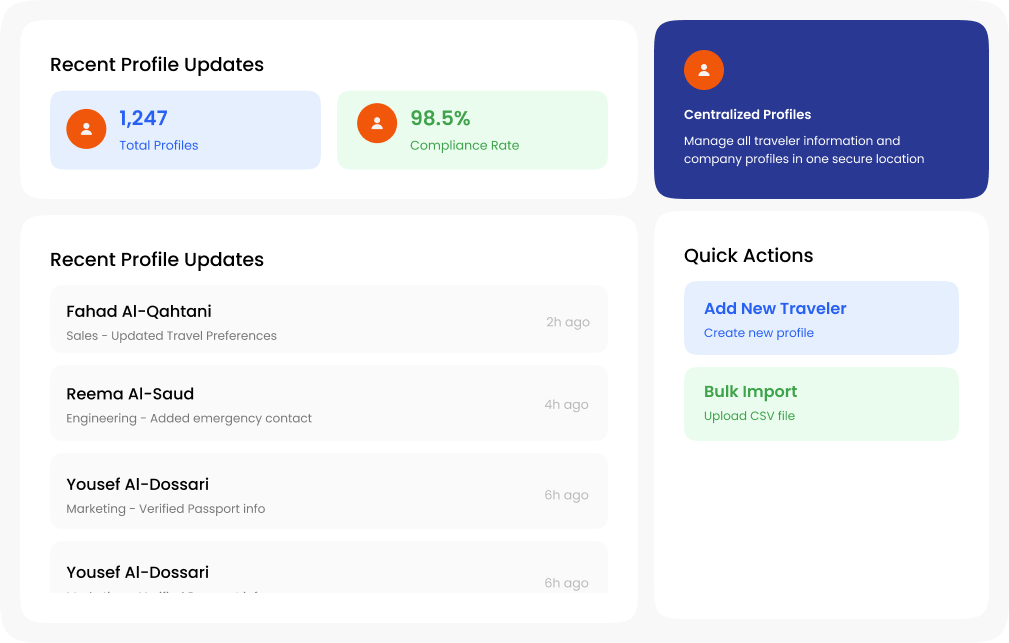 Recent Profile Updates
1,247
Total Profiles
98.5%
Compliance Rate
Centralized Profiles
Manage all traveler information and
company profiles in one secure location
Recent Profile Updates
Fahad Al-Qahtani
Sales - Updated Travel Preferences
2h ago
Reema Al-Saud
Engineering - Added emergency contact
4h ago
Yousef Al-Dossari
Marketing - Verified Passport info
6h ago
Yousef Al-Dossari
6h ago
Quick Actions
Add New Traveler
Create new profile
Bulk Import
Upload CSV file